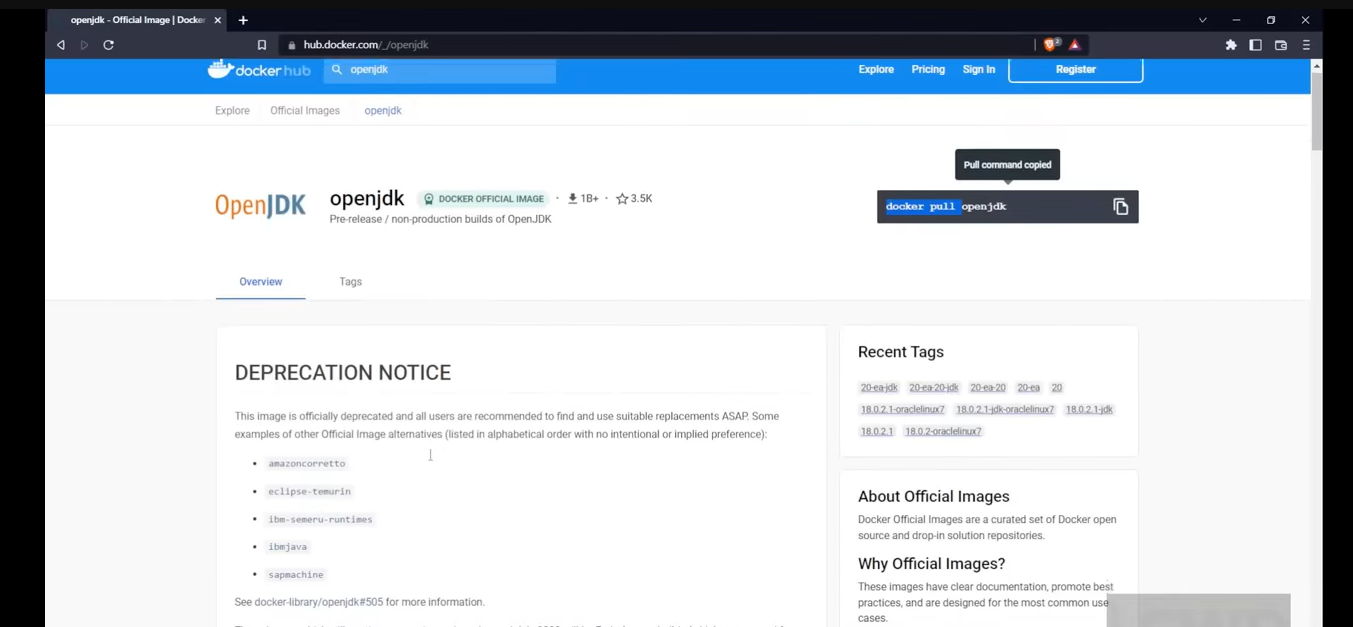 openjdk - Official Image | Docker
hub.docker.com/_/openjdk
2
dockerhub
openjdk
Explore
Pricing
Sign In
Register
Explore
Official Images
openjdk
Pull command copied
OpenJDK
openjdk
DOCKER OFFICIAL IMAGE
· 1B+ · 3.5K
docker pull openjdk
Pre-release / non-production builds of OpenJDK
Overview
Tags
DEPRECATION NOTICE
This image is officially deprecated and all users are recommended to find and use suitable replacements ASAP. Some
examples of other Official Image alternatives (listed in alphabetical order with no intentional or implied preference):
• amazoncorretto
• eclipse-temurin
• ibm-semeru-runtimes
• ibmjava
• sapmachine
See docker-library/openjdk#505 for more information.
Recent Tags
20-ea-jdk 20-ea-20-jdk 20-ea-20 20-ea 20
18.0.2.1-oraclelinux7 18.0.2.1-jdk-oraclelinux7 18.0.2.1-jdk
18.0.2.1 18.0.2-oraclelinux7
About Official Images
Docker Official Images are a curated set of Docker open
source and drop-in solution repositories.
Why Official Images?
These images have clear documentation, promote best
practices, and are designed for the most common use
cases.